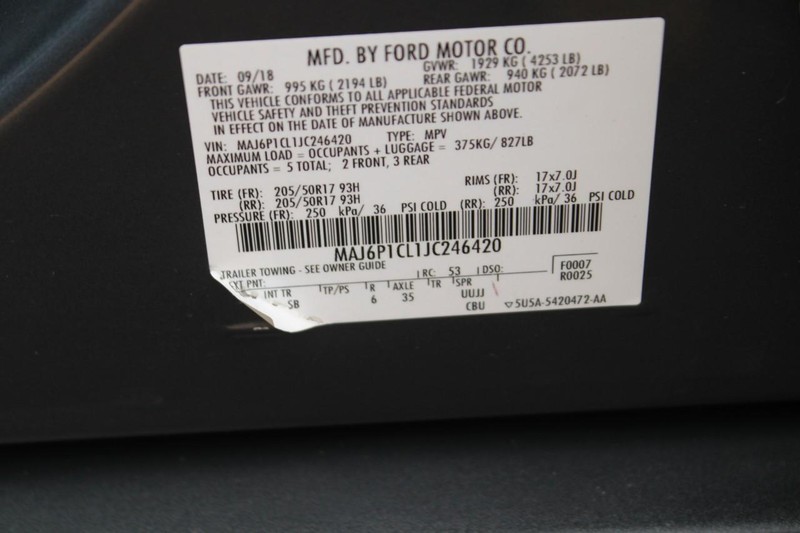 MFD. BY FORD MOTOR CO.
DATE: 09/18 GVWR: 1929 KG ( 4253 LB)
FRONT GAWR: 995 KG ( 2194 LB) REAR GAWR: 940 KG ( 2072 LB)
THIS VEHICLE CONFORMS TO ALL APPLICABLE FEDERAL MOTOR
VEHICLE SAFETY AND THEFT PREVENTION STANDARDS
IN EFFECT ON THE DATE OF MANUFACTURE SHOWN ABOVE.
VIN: MAJ6P1CL1JC246420 TYPE: MPV
MAXIMUM LOAD = OCCUPANTS + LUGGAGE = 375KG/ 827LB
OCCUPANTS = 5 TOTAL; 2 FRONT, 3 REAR
TIRE (FR): 205/50R17 93H RIMS (FR): 17x7.0J
(RR): 205/50R17 93H (RR): 17x7.0J
PRESSURE (FR): 250 kPa/ 36 PSI COLD (RR): 250 kPa/ 36 PSI COLD
MAJ6P1CL1JC246420
TRAILER TOWING - SEE OWNER GUIDE
EXT PNT: RC: 53 DSO: F0007
R0025
INT TR TP/PS R AXLE TR SPR
SB 6 35 UUJJ
CBU 5U5A-5420472-AA